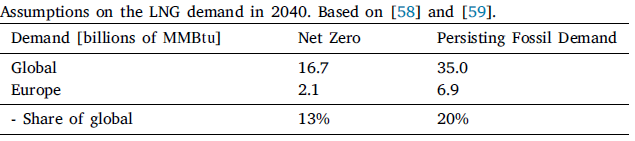 Assumptions on the LNG demand in 2040. Based on [58] and [59].
Demand [billions of MMBtu] Net Zero Persisting Fossil Demand
Global 16.7 35.0
Europe 2.1 6.9
- Share of global 13% 20%